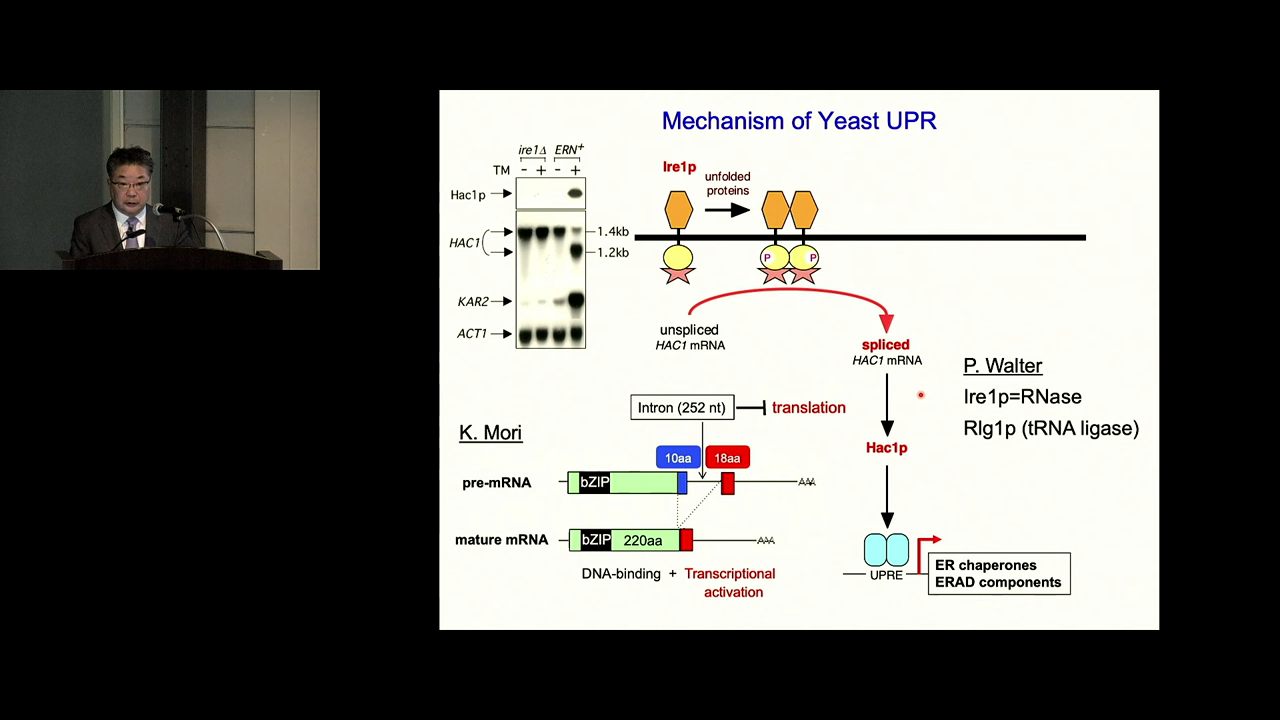 Mechanism of Yeast UPR
ire1Δ ERN+
TM - + - +
Hac1p
HAC1
1.4kb
1.2kb
KAR2
ACT1
Ire1p
unfolded
proteins
P P
unspliced
HAC1 mRNA
spliced
HAC1 mRNA
P. Walter
Ire1p=RNase
Rlg1p (tRNA ligase)
Hac1p
UPRE
ER chaperones
ERAD components
K. Mori
Intron (252 nt) translation
10aa 18aa
pre-mRNA bZIP AAA
mature mRNA bZIP 220aa AAA
DNA-binding + Transcriptional
activation